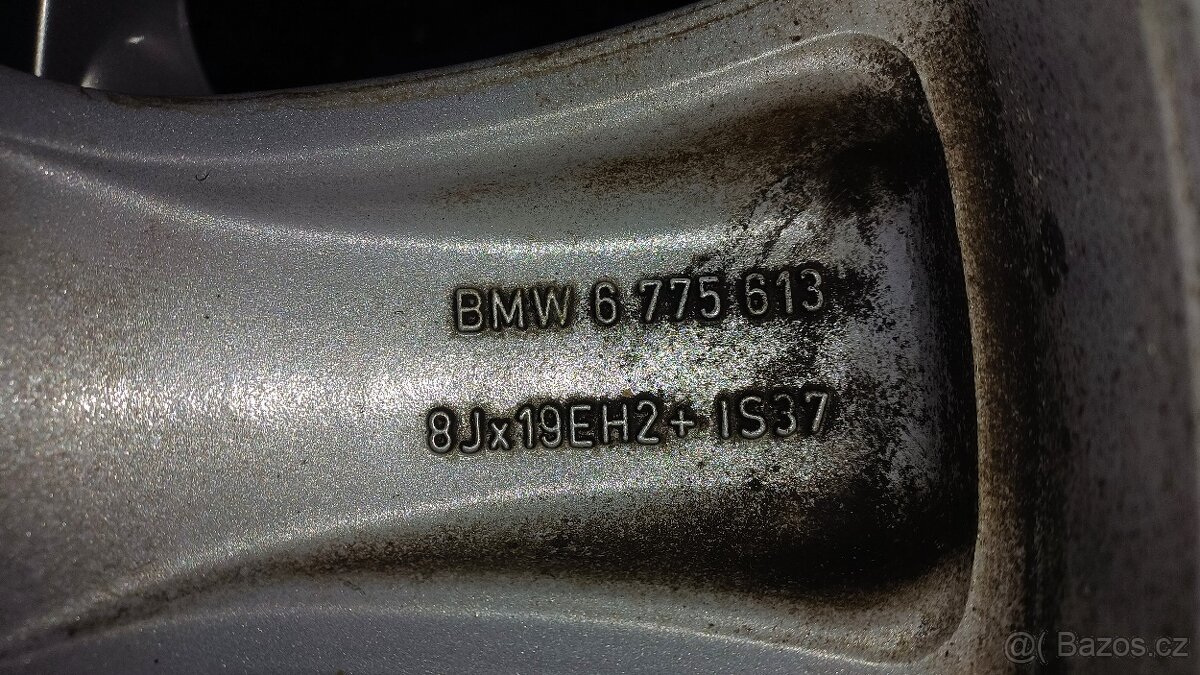 BMW 6 775 613
8Jx19EH2+ IS37
@( Bazos.cz